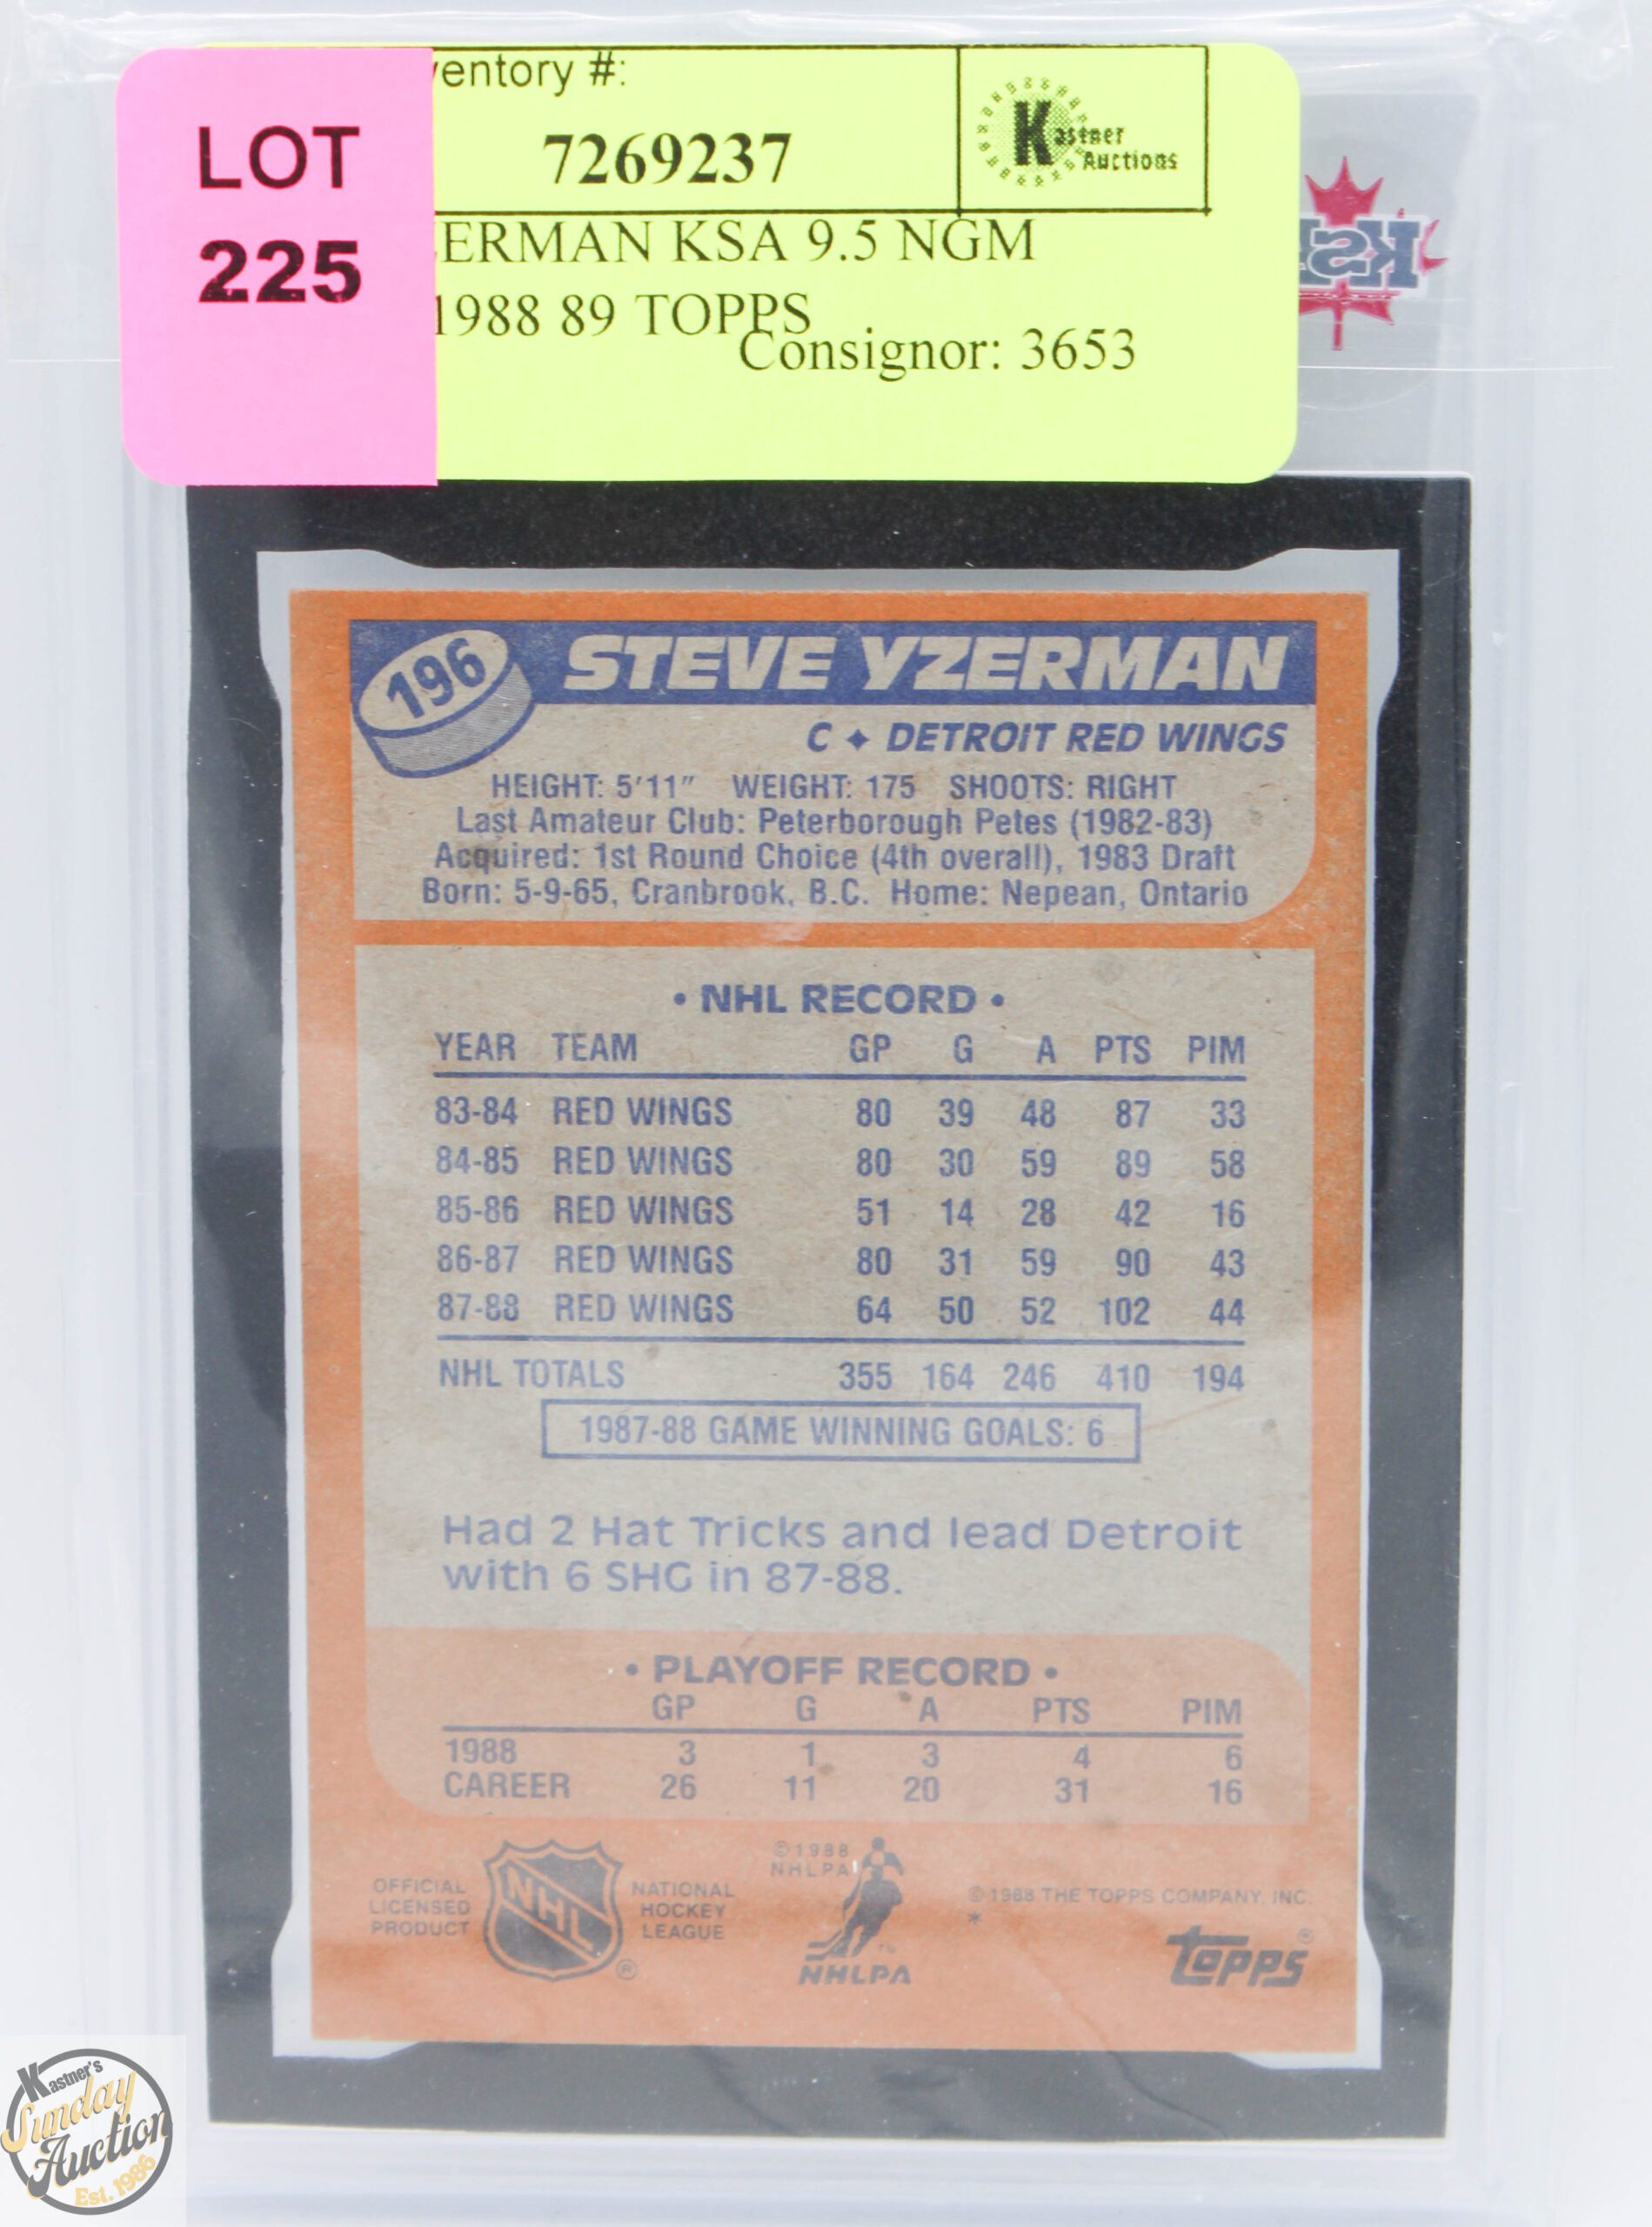 LOT
225
ventory #:
7269237
Kastner
Auctions
ZERMAN KSA 9.5 NGM
1988 89 TOPPS
Consignor: 3653
KSA
196
STEVE YZERMAN
C ✦ DETROIT RED WINGS
HEIGHT: 5'11" WEIGHT: 175 SHOOTS: RIGHT
Last Amateur Club: Peterborough Petes (1982-83)
Acquired: 1st Round Choice (4th overall), 1983 Draft
Born: 5-9-65, Cranbrook, B.C. Home: Nepean, Ontario
• NHL RECORD •
YEAR TEAM GP G A PTS PIM
83-84 RED WINGS 80 39 48 87 33
84-85 RED WINGS 80 30 59 89 58
85-86 RED WINGS 51 14 28 42 16
86-87 RED WINGS 80 31 59 90 43
87-88 RED WINGS 64 50 52 102 44
NHL TOTALS 355 164 246 410 194
1987-88 GAME WINNING GOALS: 6
Had 2 Hat Tricks and lead Detroit
with 6 SHG in 87-88.
• PLAYOFF RECORD •
GP G A PTS PIM
1988 3 1 3 4 6
CAREER 26 11 20 31 16
OFFICIAL
LICENSED
PRODUCT
NHL
®
NATIONAL
HOCKEY
LEAGUE
©1988
NHLPA
TM
NHLPA
©1988 THE TOPPS COMPANY, INC.
*
TOPPS®
Kastner's
Sunday
Auction
Est. 1986